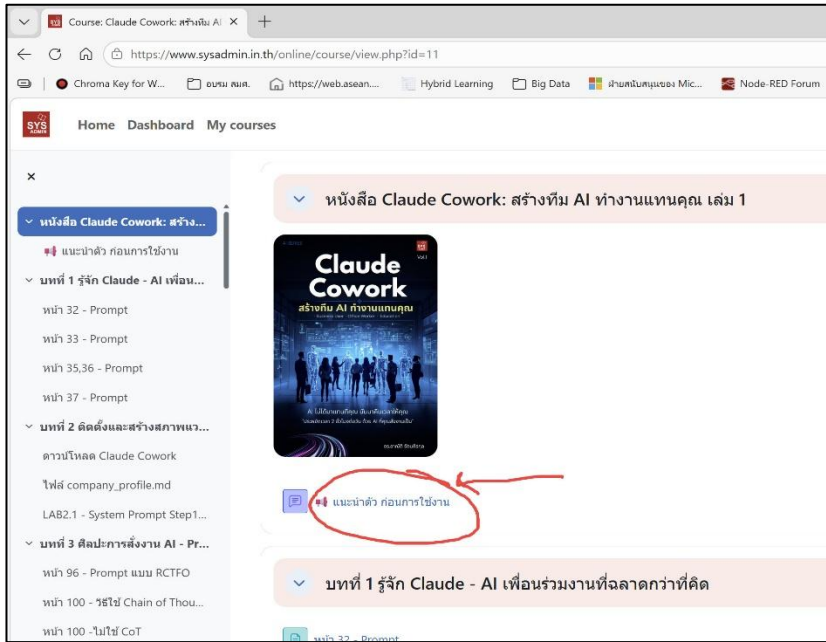 Course: Claude Cowork: สร้างทีม AI
https://www.sysadmin.in.th/online/course/view.php?id=11
Chroma Key for W...
อบรม สมศ.
https://web.asean....
Hybrid Learning
Big Data
ฝ่ายสนับสนุนของ Mic...
Node-RED Forum
SYS
ADMIN
Home Dashboard My courses
หนังสือ Claude Cowork: สร้าง...
แนะนำตัว ก่อนการใช้งาน
บทที่ 1 รู้จัก Claude - AI เพื่อน...
หน้า 32 - Prompt
หน้า 33 - Prompt
หน้า 35,36 - Prompt
หน้า 37 - Prompt
บทที่ 2 ติดตั้งและสร้างสภาพแว...
ดาวน์โหลด Claude Cowork
ไฟล์ company_profile.md
LAB2.1 - System Prompt Step1...
บทที่ 3 ศิลปะการสั่งงาน AI - Pr...
หน้า 96 - Prompt แบบ RCTFO
หน้า 100 - วิธีใช้ Chain of Thou...
หน้า 100 -ไม่ใช้ CoT
หนังสือ Claude Cowork: สร้างทีม AI ทำงานแทนคุณ เล่ม 1
Vol.1
Claude
Cowork
สร้างทีม AI ทำงานแทนคุณ
แนะนำตัว ก่อนการใช้งาน
บทที่ 1 รู้จัก Claude - AI เพื่อนร่วมงานที่ฉลาดกว่าที่คิด
หน้า 32 - Prompt